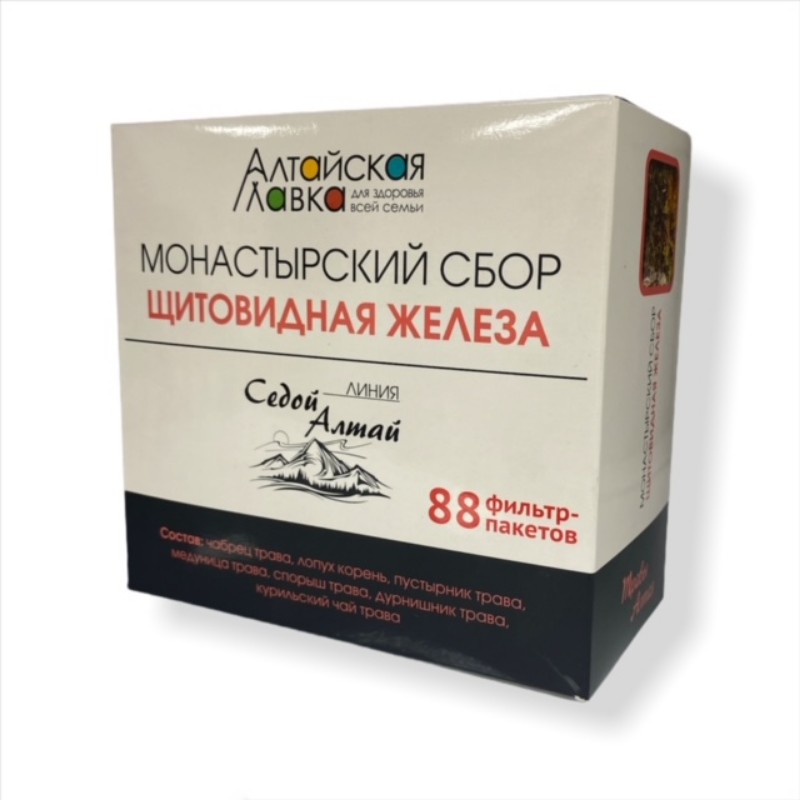 Алтайская
Лавка
для здоровья
всей семьи
МОНАСТЫРСКИЙ СБОР
ЩИТОВИДНАЯ ЖЕЛЕЗА
ЛИНИЯ
Седой
Алтай
88 фильтр-
пакетов
Состав: чабрец трава, лопух корень, пустырник трава,
медуница трава, спорыш трава, дурнишник трава,
курильский чай трава
МОНАСТЫРСКИЙ СБОР
ЩИТОВИДНАЯ ЖЕЛЕЗА